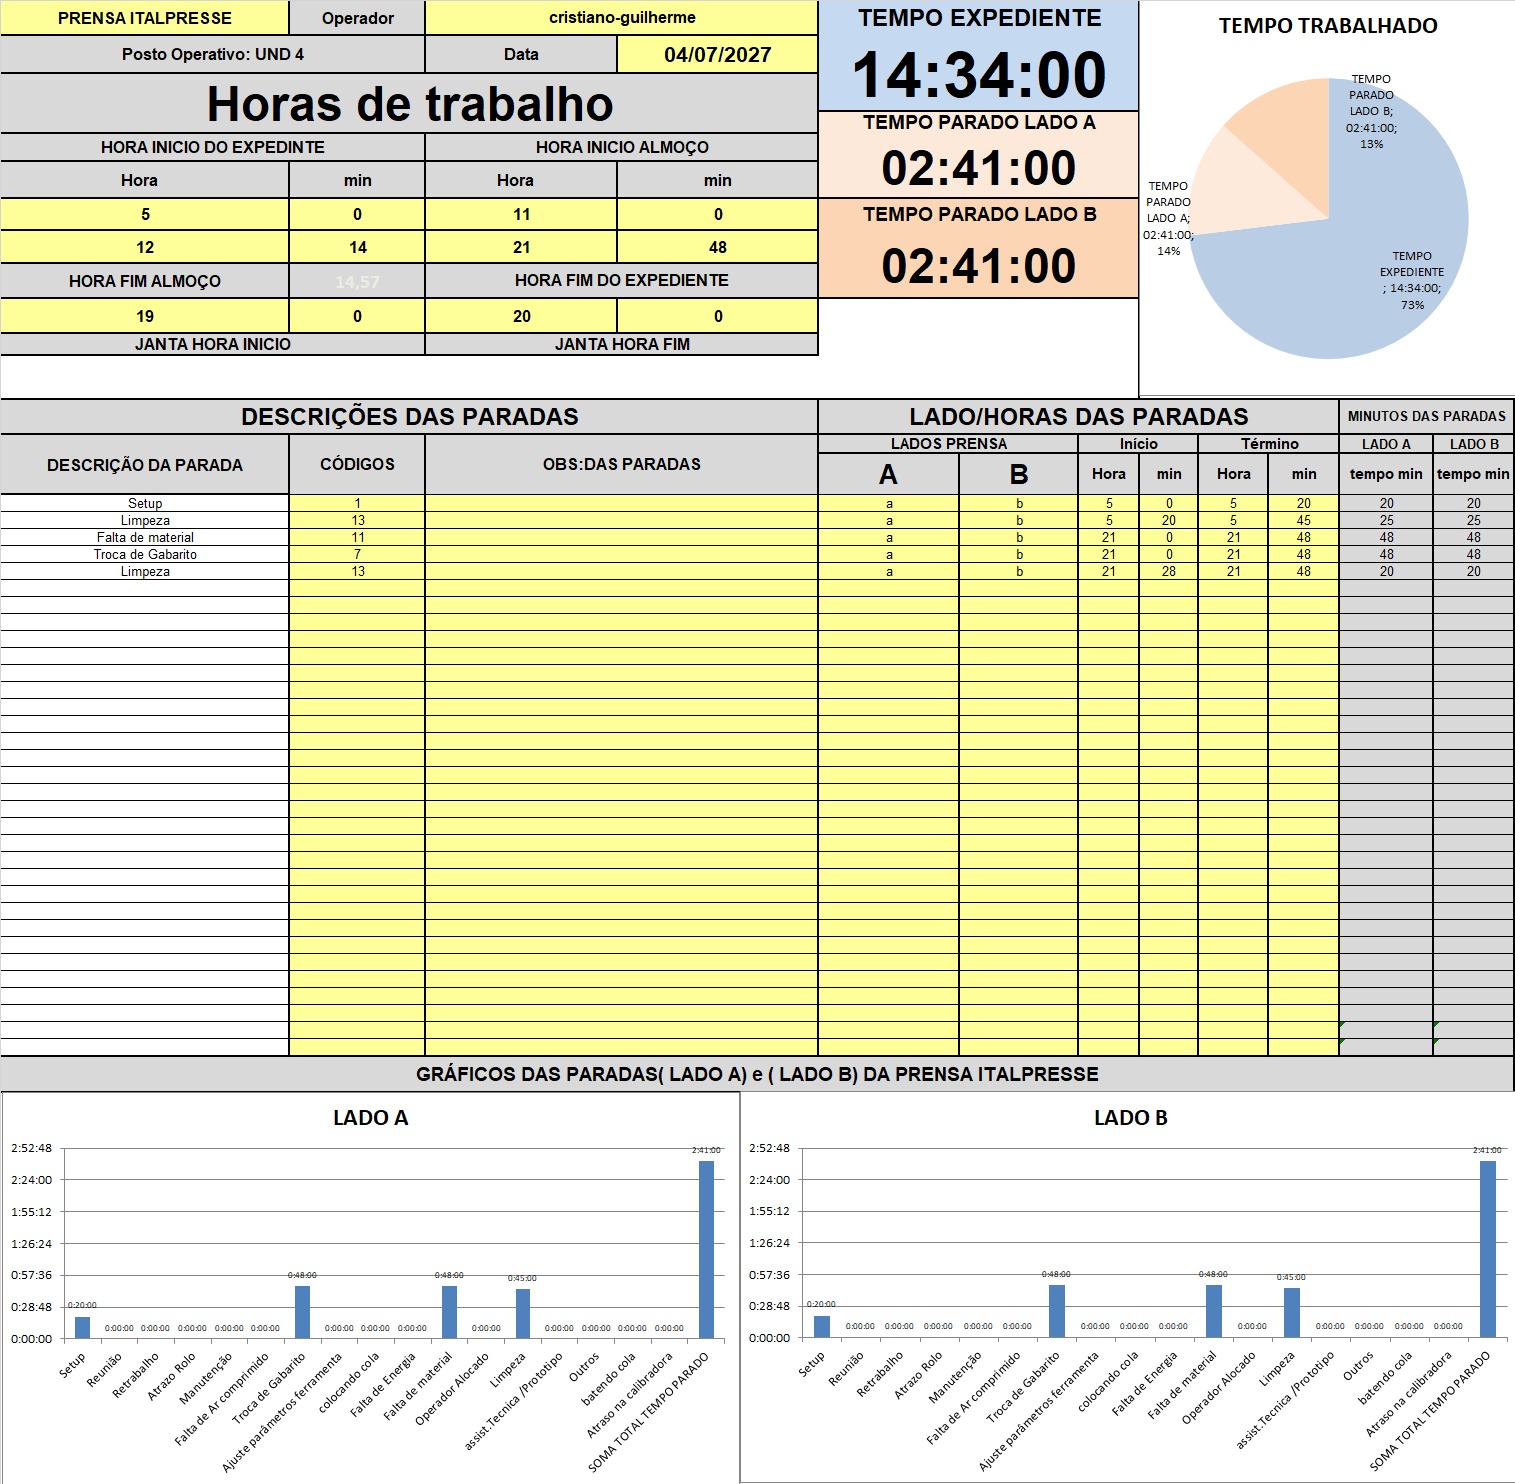 PRENSA ITALPRESSE Operador cristiano-guilherme
Posto Operativo: UND 4 Data 04/07/2027
Horas de trabalho
HORA INICIO DO EXPEDINTE HORA INICIO ALMOÇO
Hora min Hora min
5 0 11 0
12 14 21 48
HORA FIM ALMOÇO 14,57 HORA FIM DO EXPEDIENTE
19 0 20 0
JANTA HORA INICIO JANTA HORA FIM
TEMPO EXPEDIENTE
14:34:00
TEMPO PARADO LADO A
02:41:00
TEMPO PARADO LADO B
02:41:00
TEMPO TRABALHADO
TEMPO
PARADO
LADO B;
02:41:00;
13%
TEMPO
PARADO
LADO A;
02:41:00;
14%
TEMPO
EXPEDIENTE
; 14:34:00;
73%
DESCRIÇÕES DAS PARADAS LADO/HORAS DAS PARADAS MINUTOS DAS PARADAS
DESCRIÇÃO DA PARADA CÓDIGOS OBS:DAS PARADAS
LADOS PRENSA Início Término LADO A LADO B
A B Hora min Hora min tempo min tempo min
Setup 1 a b 5 0 5 20 20 20
Limpeza 13 a b 5 20 5 45 25 25
Falta de material 11 a b 21 0 21 48 48 48
Troca de Gabarito 7 a b 21 0 21 48 48 48
Limpeza 13 a b 21 28 21 48 20 20
GRÁFICOS DAS PARADAS( LADO A) e ( LADO B) DA PRENSA ITALPRESSE
LADO A
2:52:48
2:24:00
1:55:12
1:26:24
0:57:36
0:28:48
0:00:00
0:20:00 0:00:00 0:00:00 0:00:00 0:00:00 0:00:00 0:48:00 0:00:00 0:00:00 0:00:00 0:48:00 0:00:00 0:45:00 0:00:00 0:00:00 0:00:00 0:00:00 2:41:00
Setup
Reunião
Retrabalho
Atrazo Rolo
Manutenção
Falta de Ar comprimido
Troca de Gabarito
Ajuste parâmetros ferramenta
colocando cola
Falta de Energia
Falta de material
Operador Alocado
Limpeza
assist.Tecnica /Prototipo
Outros
batendo cola
Atraso na calibradora
SOMA TOTAL TEMPO PARADO
LADO B
2:52:48
2:24:00
1:55:12
1:26:24
0:57:36
0:28:48
0:00:00
0:20:00 0:00:00 0:00:00 0:00:00 0:00:00 0:00:00 0:48:00 0:00:00 0:00:00 0:00:00 0:48:00 0:00:00 0:45:00 0:00:00 0:00:00 0:00:00 0:00:00 2:41:00
Setup
Reunião
Retrabalho
Atrazo Rolo
Manutenção
Falta de Ar comprimido
Troca de Gabarito
Ajuste parâmetros ferramenta
colocando cola
Falta de Energia
Falta de material
Operador Alocado
Limpeza
assist.Tecnica /Prototipo
Outros
batendo cola
Atraso na calibradora
SOMA TOTAL TEMPO PARADO